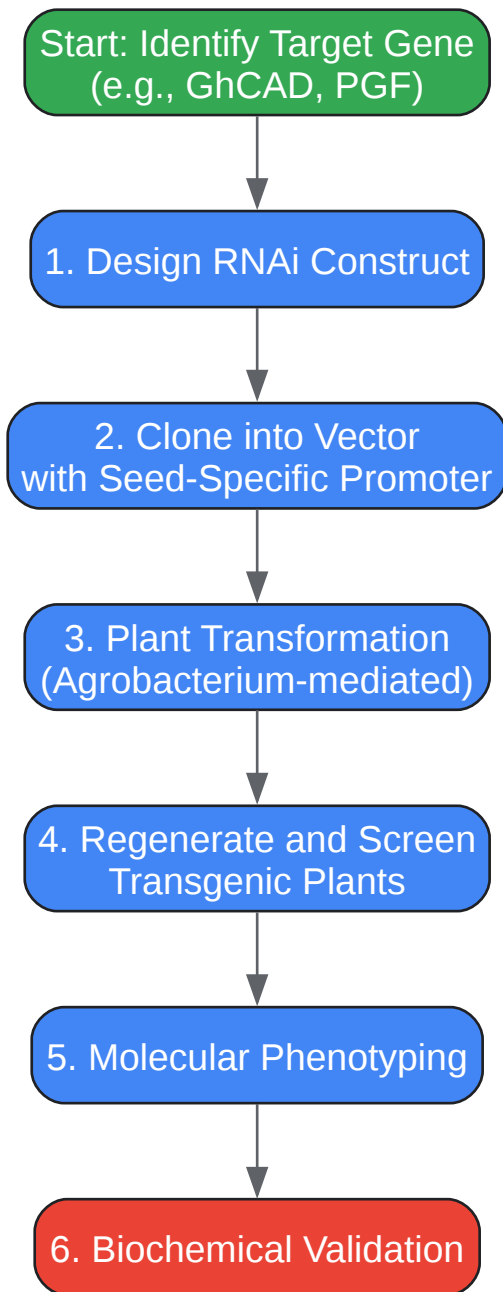 Start: Identify Target Gene
(e.g., GhCAD, PGF)
1. Design RNAi Construct
2. Clone into Vector
with Seed-Specific Promoter
3. Plant Transformation
(Agrobacterium-mediated)
4. Regenerate and Screen
Transgenic Plants
5. Molecular Phenotyping
6. Biochemical Validation